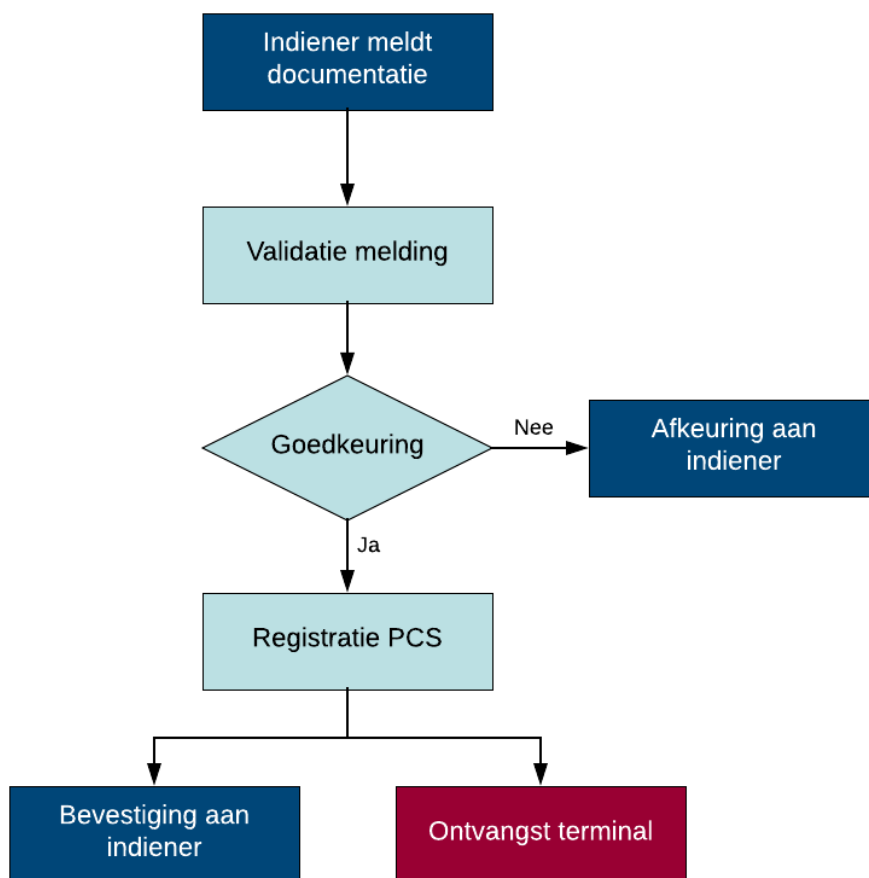 Indiener meldt
documentatie
Validatie melding
Goedkeuring
Nee
Afkeuring aan
indiener
Ja
Registratie PCS
Bevestiging aan
indiener
Ontvangst terminal